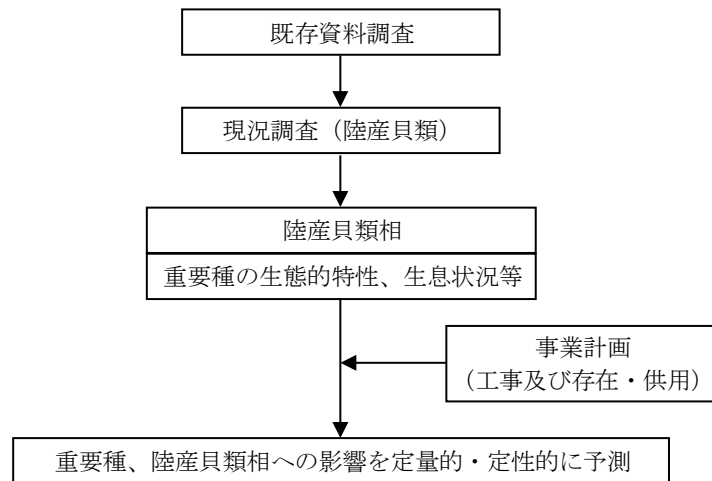 既存資料調査
現況調査（陸産貝類）
陸産貝類相
重要種の生態的特性、生息状況等
事業計画
（工事及び存在・供用）
重要種、陸産貝類相への影響を定量的・定性的に予測